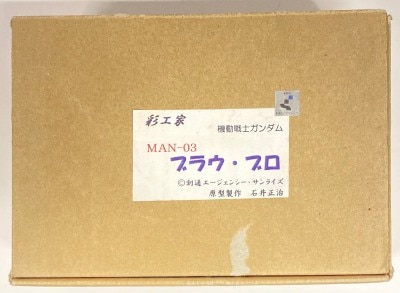 彩工家
機動戦士ガンダム
MAN-03
ブラウ・ブロ
©創通エージェンシー・サンライズ
原型製作 石井正治